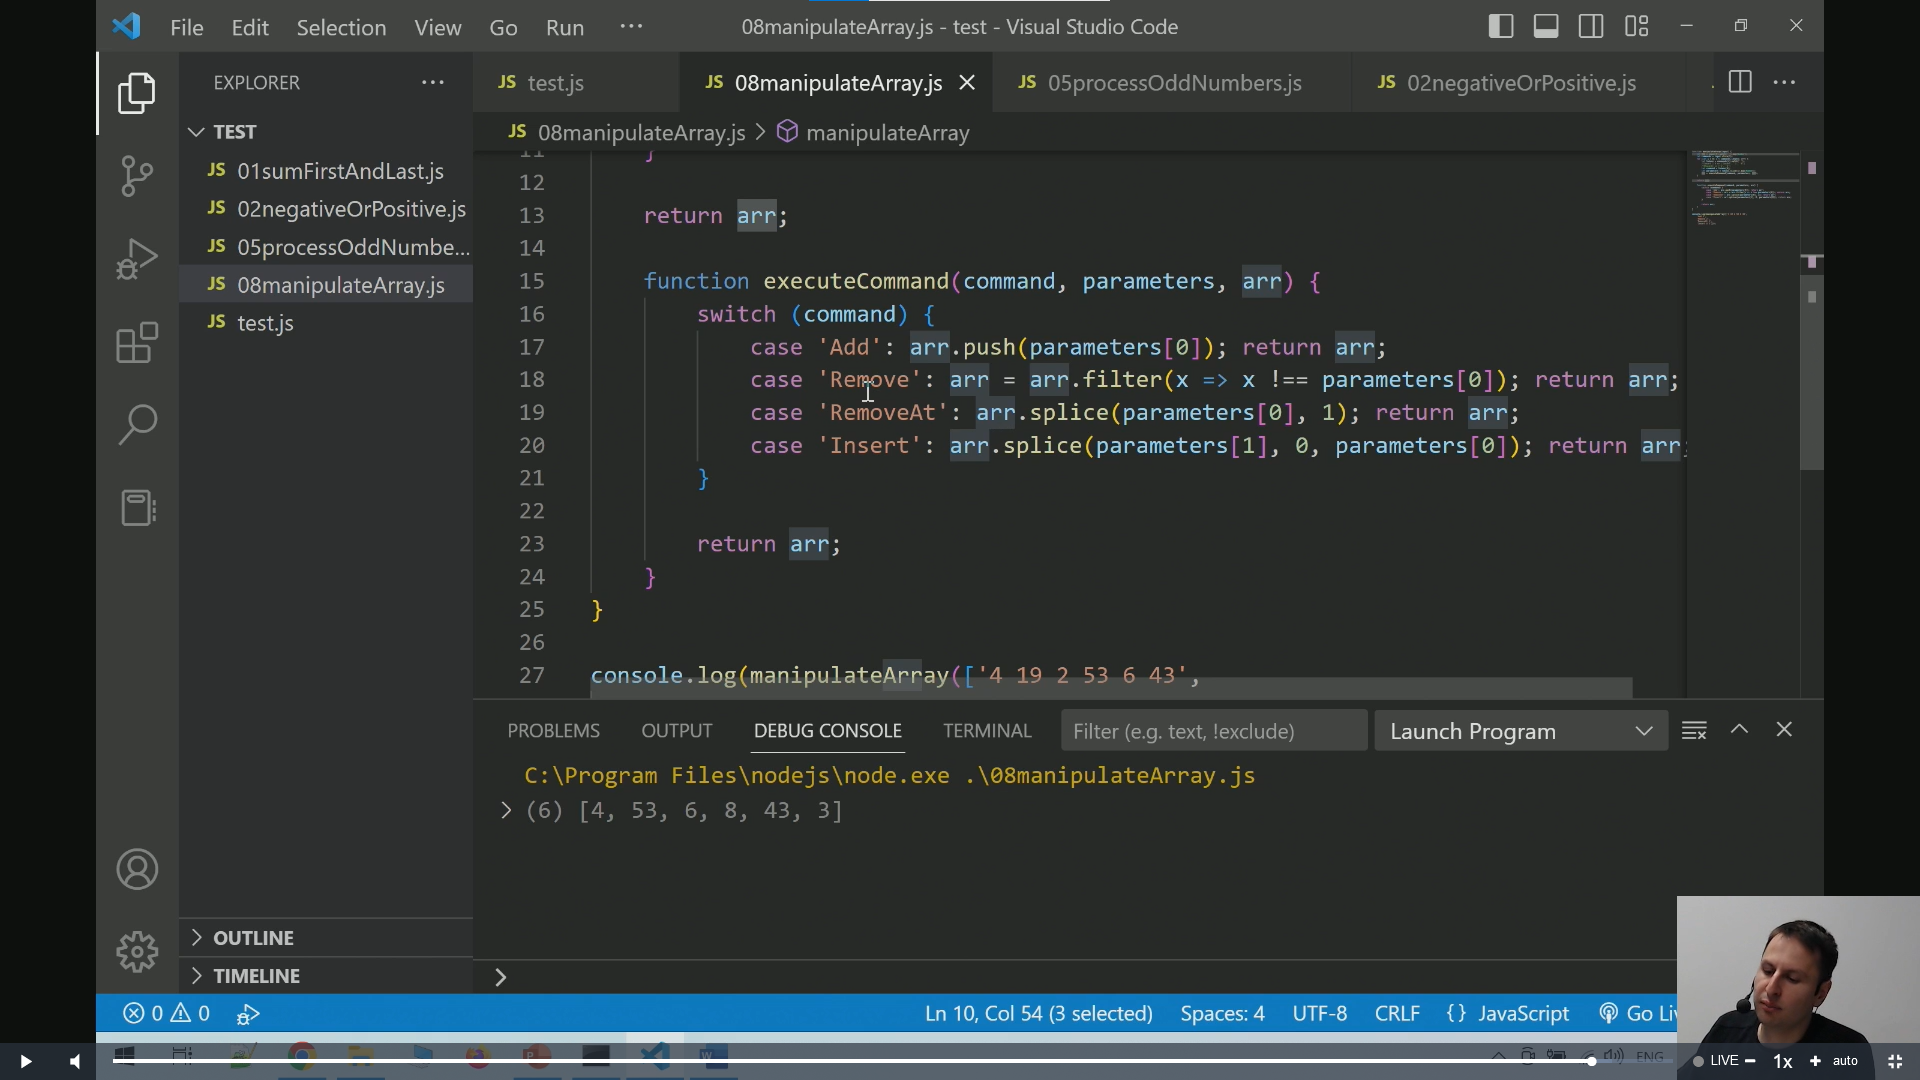 File Edit Selection View Go Run ··· 08manipulateArray.js - test - Visual Studio Code
EXPLORER ···
JS test.js JS 08manipulateArray.js JS 05processOddNumbers.js JS 02negativeOrPositive.js ···
JS 08manipulateArray.js > manipulateArray
TEST
JS 01sumFirstAndLast.js
JS 02negativeOrPositive.js
JS 05processOddNumbe...
JS 08manipulateArray.js
JS test.js
11 }
12
13 return arr;
14
15 function executeCommand(command, parameters, arr) {
16 switch (command) {
17 case 'Add': arr.push(parameters[0]); return arr;
18 case 'Remove': arr = arr.filter(x => x !== parameters[0]); return arr;
19 case 'RemoveAt': arr.splice(parameters[0], 1); return arr;
20 case 'Insert': arr.splice(parameters[1], 0, parameters[0]); return arr;
21 }
22
23 return arr;
24 }
25 }
26
27 console.log(manipulateArray(['4 19 2 53 6 43',
PROBLEMS OUTPUT DEBUG CONSOLE TERMINAL Filter (e.g. text, !exclude) Launch Program
C:\Program Files\nodejs\node.exe .\08manipulateArray.js
> (6) [4, 53, 6, 8, 43, 3]
>
OUTLINE
TIMELINE
0 0 Ln 10, Col 54 (3 selected) Spaces: 4 UTF-8 CRLF {} JavaScript Go Li
ENG LIVE − 1x + auto